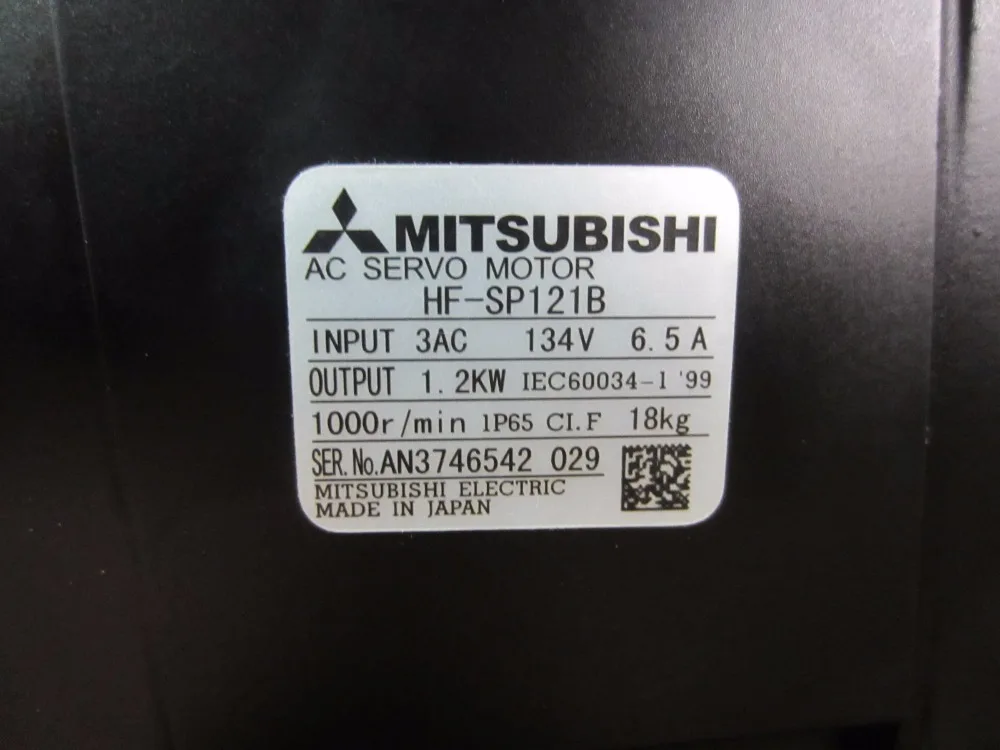 MITSUBISHI
AC SERVO MOTOR
HF-SP121B
INPUT 3AC 134V 6.5A
OUTPUT 1.2KW IEC60034-1 '99
1000r/min IP65 CI.F 18kg
SER.No.AN3746542 029
MITSUBISHI ELECTRIC
MADE IN JAPAN